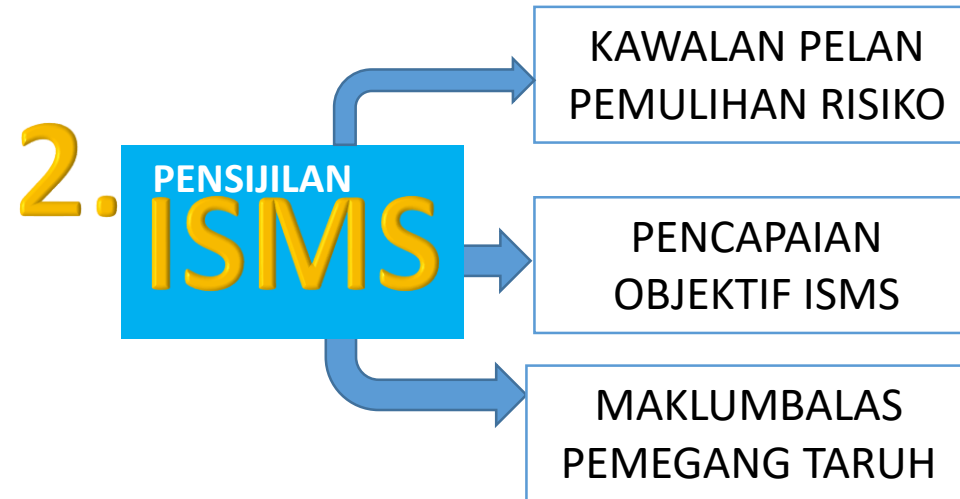 2.
PENSIJILAN
ISMS
KAWALAN PELAN
PEMULIHAN RISIKO
PENCAPAIAN
OBJEKTIF ISMS
MAKLUMBALAS
PEMEGANG TARUH